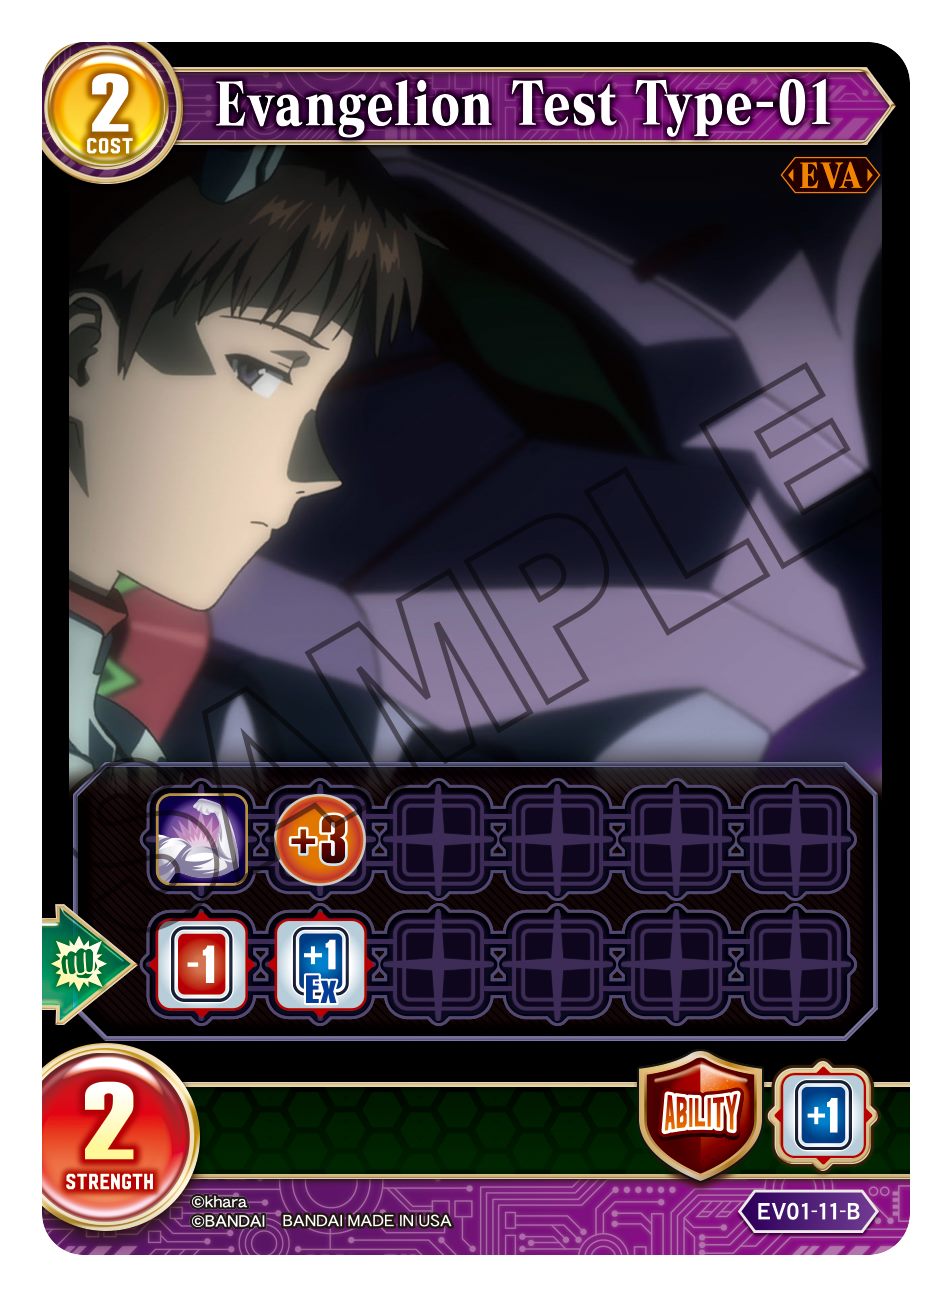 2
COST
Evangelion Test Type-01
EVA
SAMPLE
+3
-1
+1
EX
2
STRENGTH
ABILITY
+1
©khara
©BANDAI BANDAI MADE IN USA
EV01-11-B